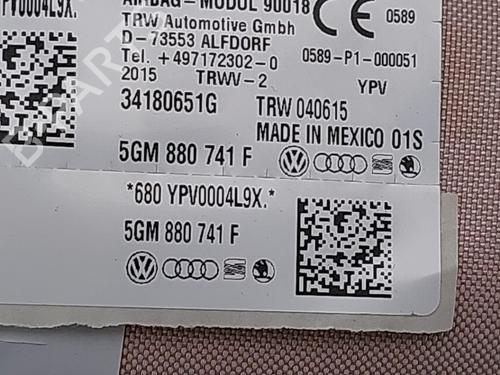 YPV0004L9X.
AIRBAG-MODUL 90018
TRW Automotive GmbH
D-73553 ALFDORF
Tel. +497172302-0
2015 TRWV-2
34180651G
0589
0589-P1-000051
YPV
TRW 040615
MADE IN MEXICO 01S
5GM 880 741 F
*680 YPV0004L9X.*
5GM 880 741 F